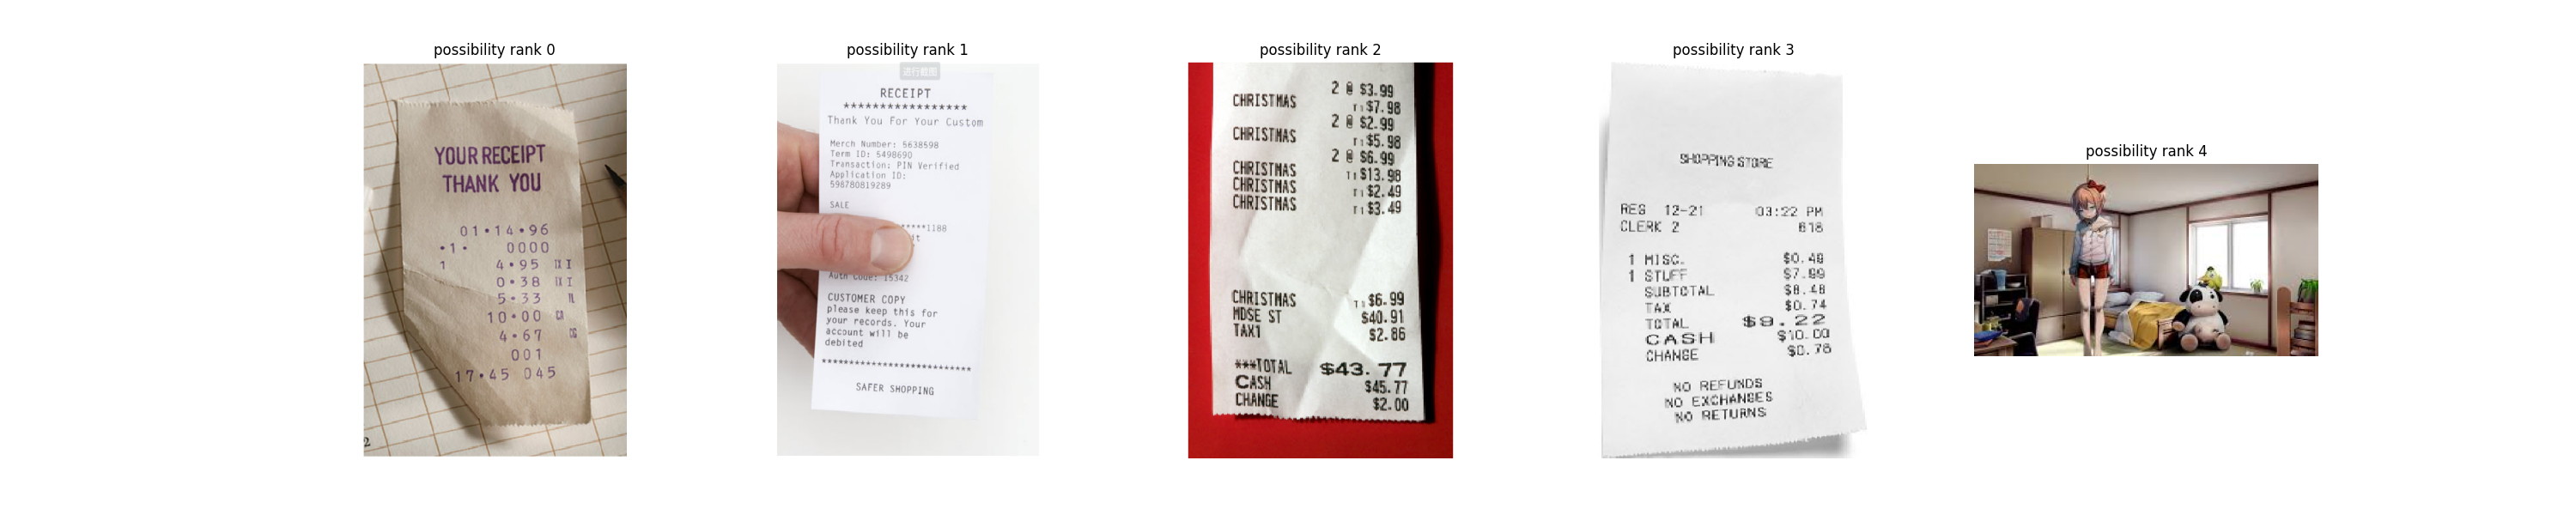 possibility rank 0
YOUR RECEIPT
THANK YOU
01•14•96
•1• 0000
1 4•95
0•38
5•33
10•00
4•67
001
17•45 045
2
possibility rank 1
进行截图
RECEIPT
*****************
Thank You For Your Custom
Merch Number: 5638598
Term ID: 5498690
Transaction: PIN Verified
Application ID:
598780819289
SALE
*****1188
it
Auth Code: 15342
CUSTOMER COPY
please keep this for
your records. Your
account will be
debited
***************************
SAFER SHOPPING
possibility rank 2
2 @ $3.99
CHRISTMAS T1 $7.98
2 @ $2.99
CHRISTMAS T1 $5.98
2 @ $6.99
CHRISTMAS T1 $13.98
CHRISTMAS T1 $2.49
CHRISTMAS T1 $3.49
CHRISTMAS T1 $6.99
MDSE ST $40.91
TAX1 $2.86
***TOTAL $43.77
CASH $45.77
CHANGE $2.00
possibility rank 3
SHOPPING STORE
REG 12-21 03:22 PM
CLERK 2 618
1 MISC. $0.49
1 STUFF $7.99
SUBTOTAL $8.48
TAX $0.74
TOTAL $9.22
CASH $10.00
CHANGE $0.78
NO REFUNDS
NO EXCHANGES
NO RETURNS
possibility rank 4